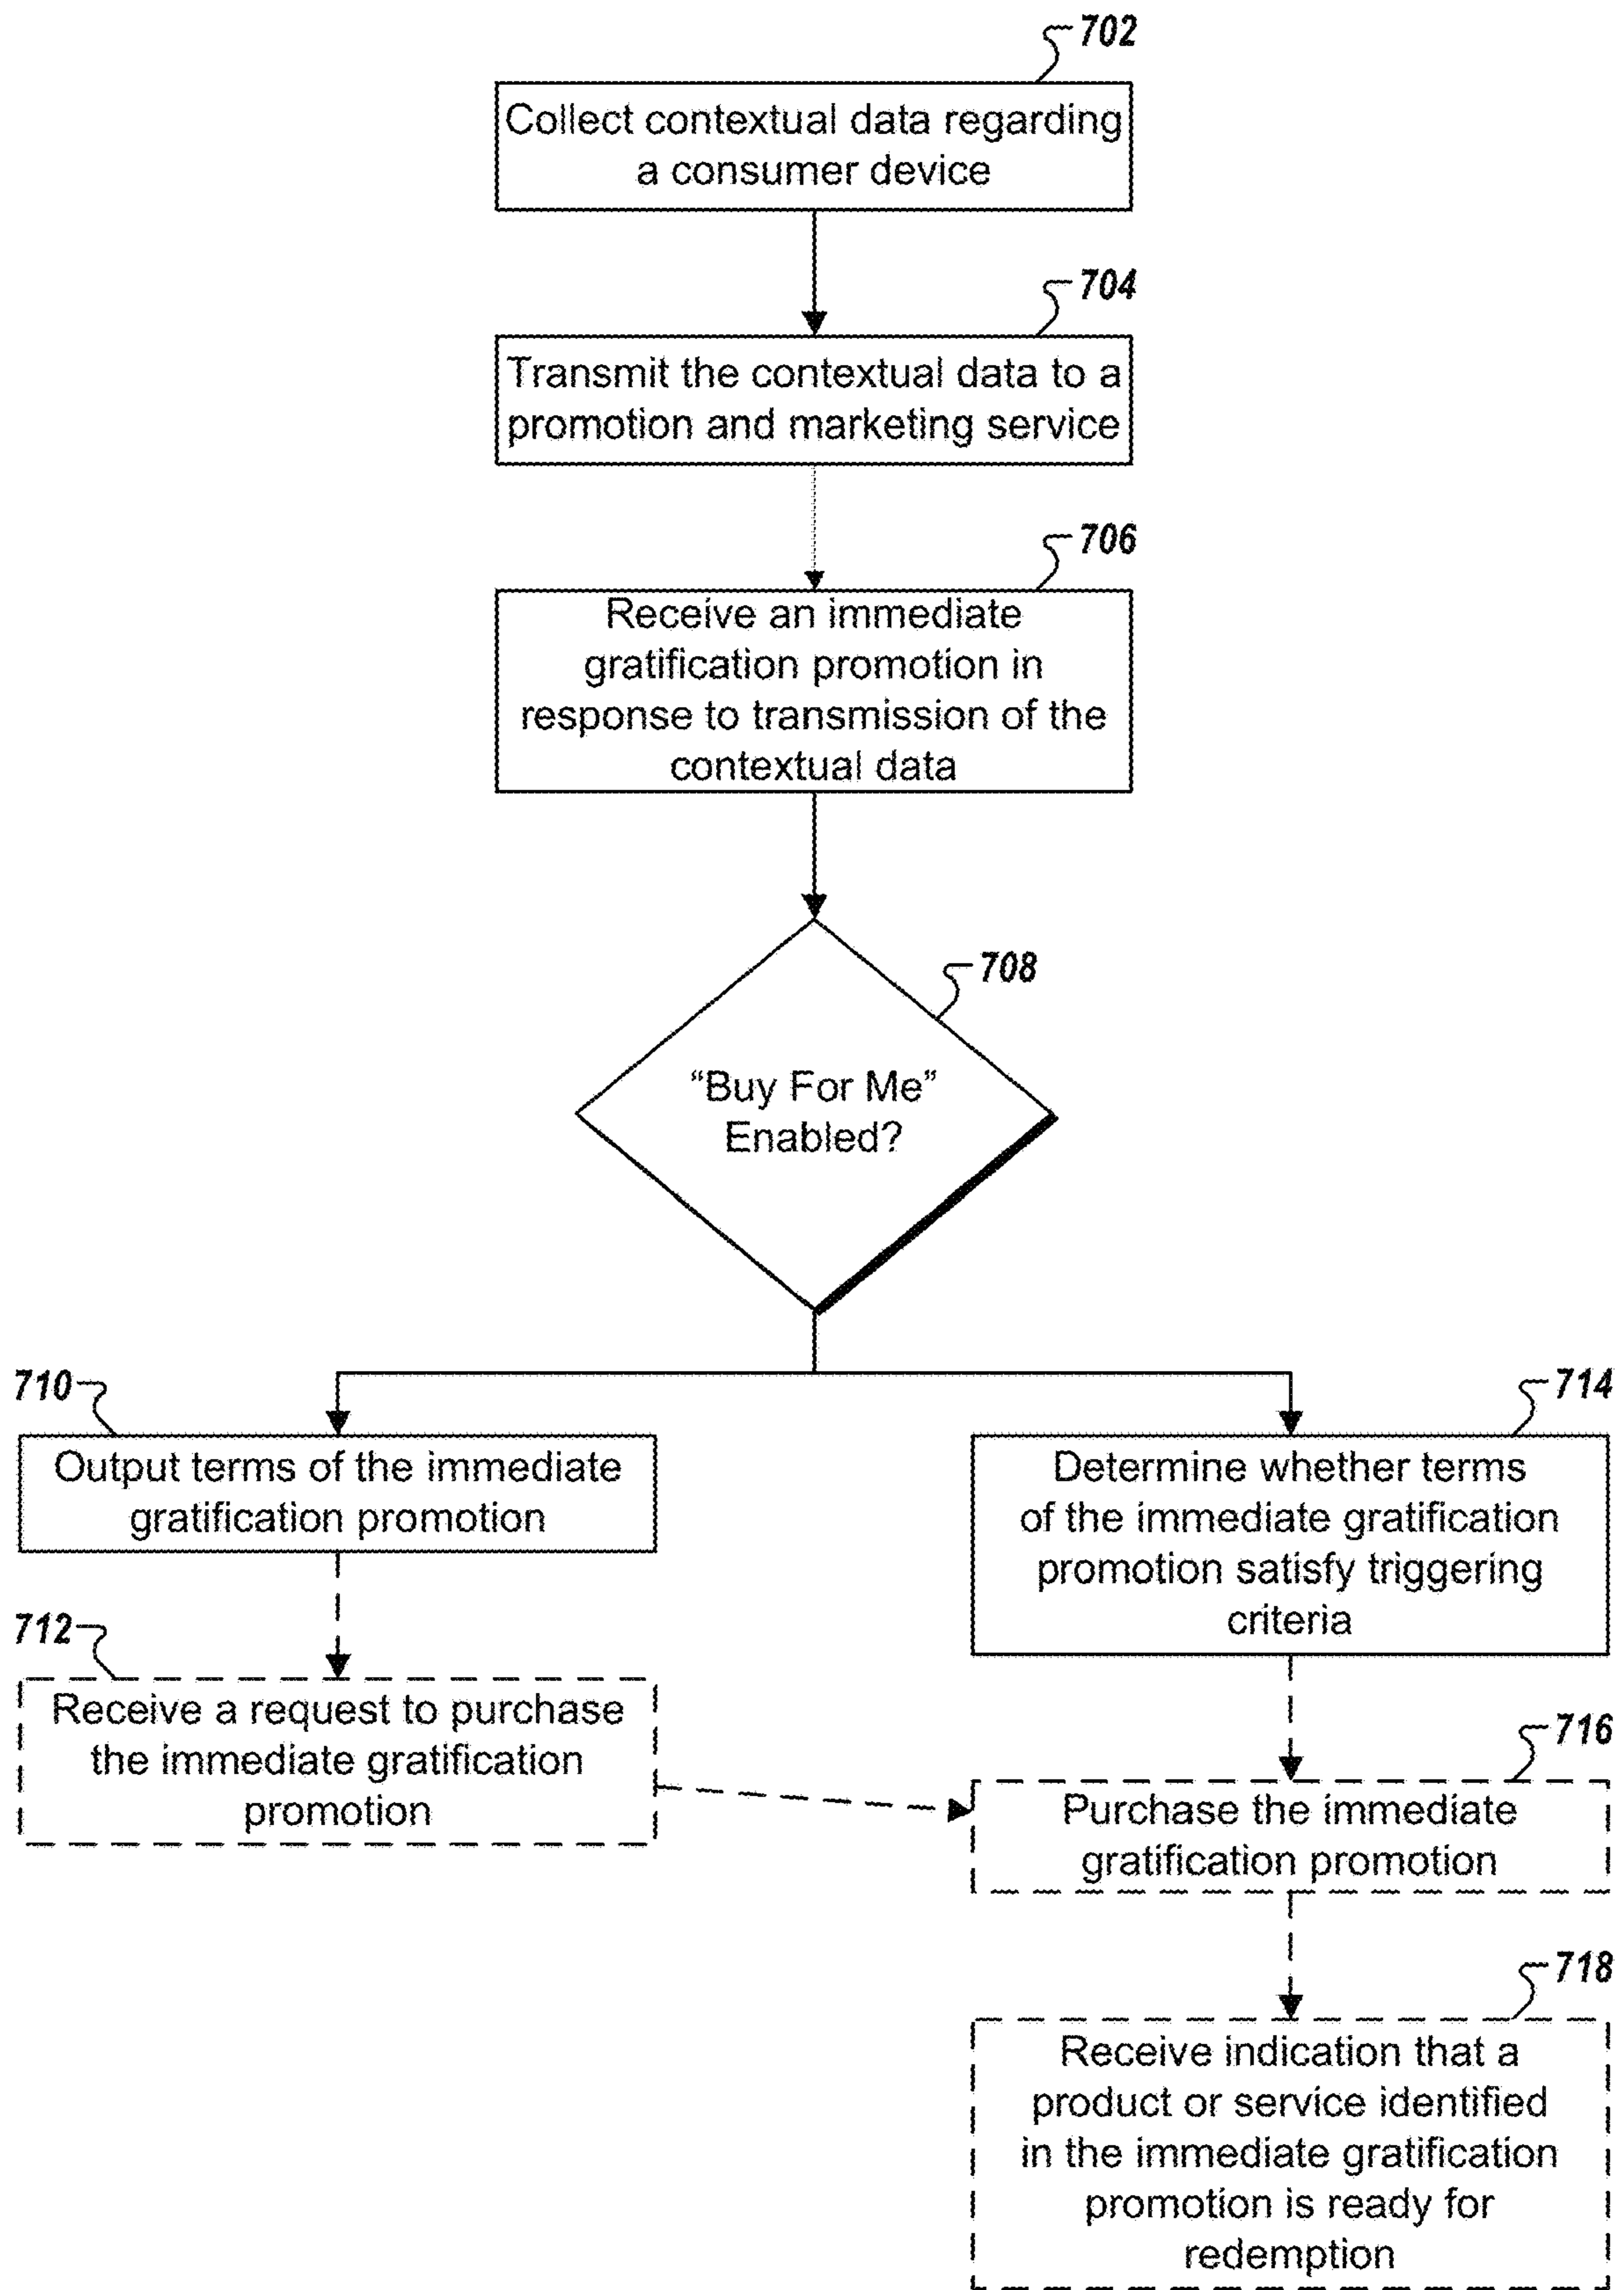 702
Collect contextual data regarding
a consumer device
704
Transmit the contextual data to a
promotion and marketing service
706
Receive an immediate
gratification promotion in
response to transmission of the
contextual data
708
“Buy For Me”
Enabled?
710
Output terms of the immediate
gratification promotion
712
Receive a request to purchase
the immediate gratification
promotion
714
Determine whether terms
of the immediate gratification
promotion satisfy triggering
criteria
716
Purchase the immediate
gratification promotion
718
Receive indication that a
product or service identified
in the immediate gratification
promotion is ready for
redemption